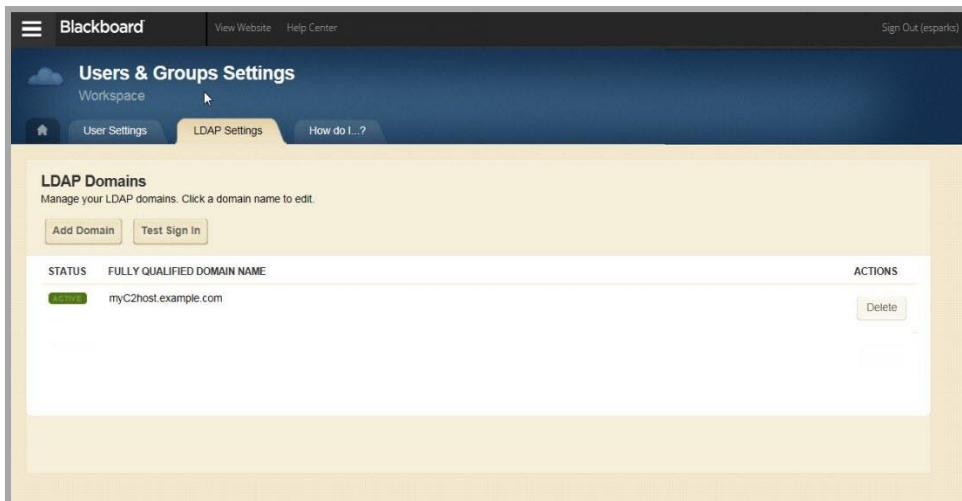 Blackboard View Website Help Center Sign Out (esparks)
Users & Groups Settings
Workspace
User Settings LDAP Settings How do I...?
LDAP Domains
Manage your LDAP domains. Click a domain name to edit.
Add Domain Test Sign In
STATUS FULLY QUALIFIED DOMAIN NAME ACTIONS
ACTIVE myC2host.example.com
Delete